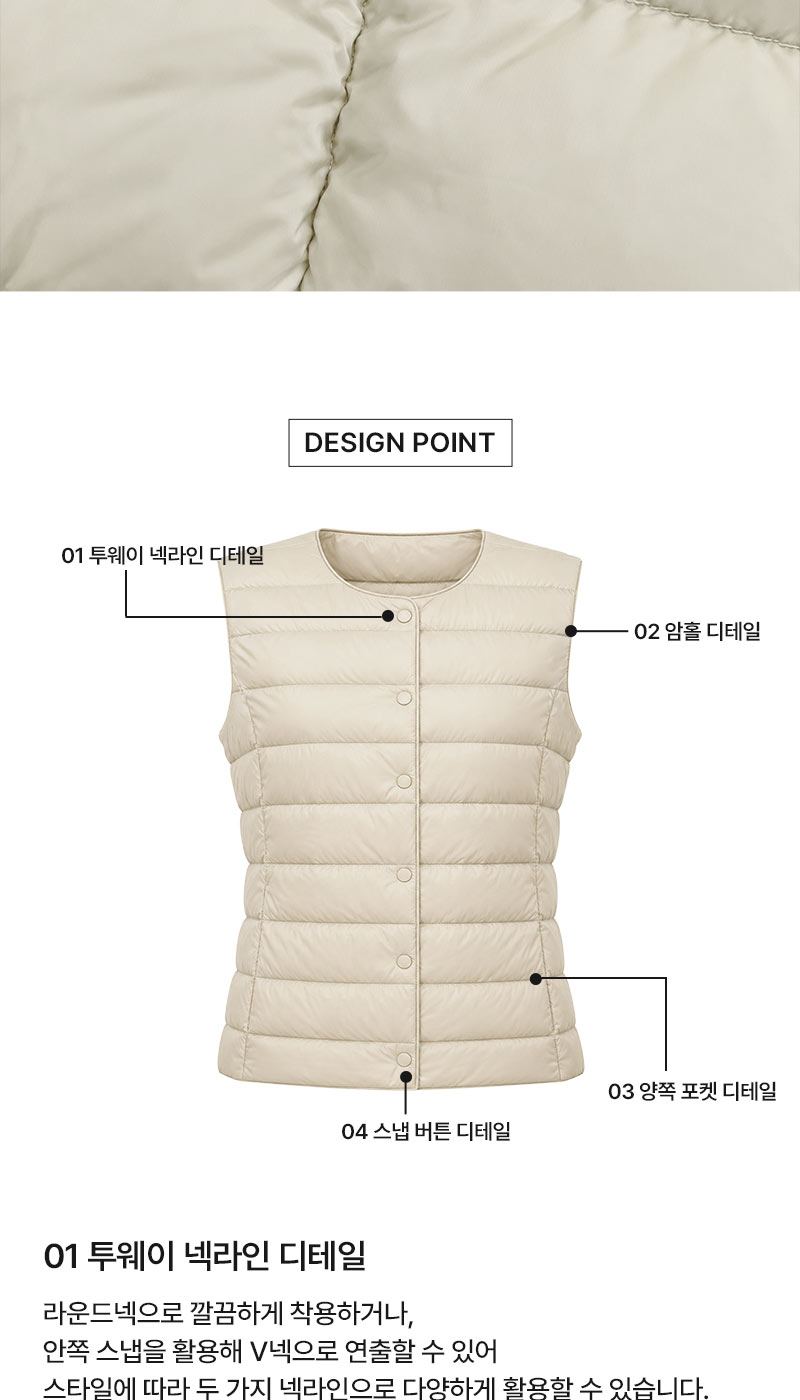 DESIGN POINT
01 투웨이 넥라인 디테일
02 암홀 디테일
03 양쪽 포켓 디테일
04 스냅 버튼 디테일
01 투웨이 넥라인 디테일
라운드넥으로 깔끔하게 착용하거나,
안쪽 스냅을 활용해 V넥으로 연출할 수 있어
스타일에 따라 두 가지 넥라인으로 다양하게 활용할 수 있습니다.